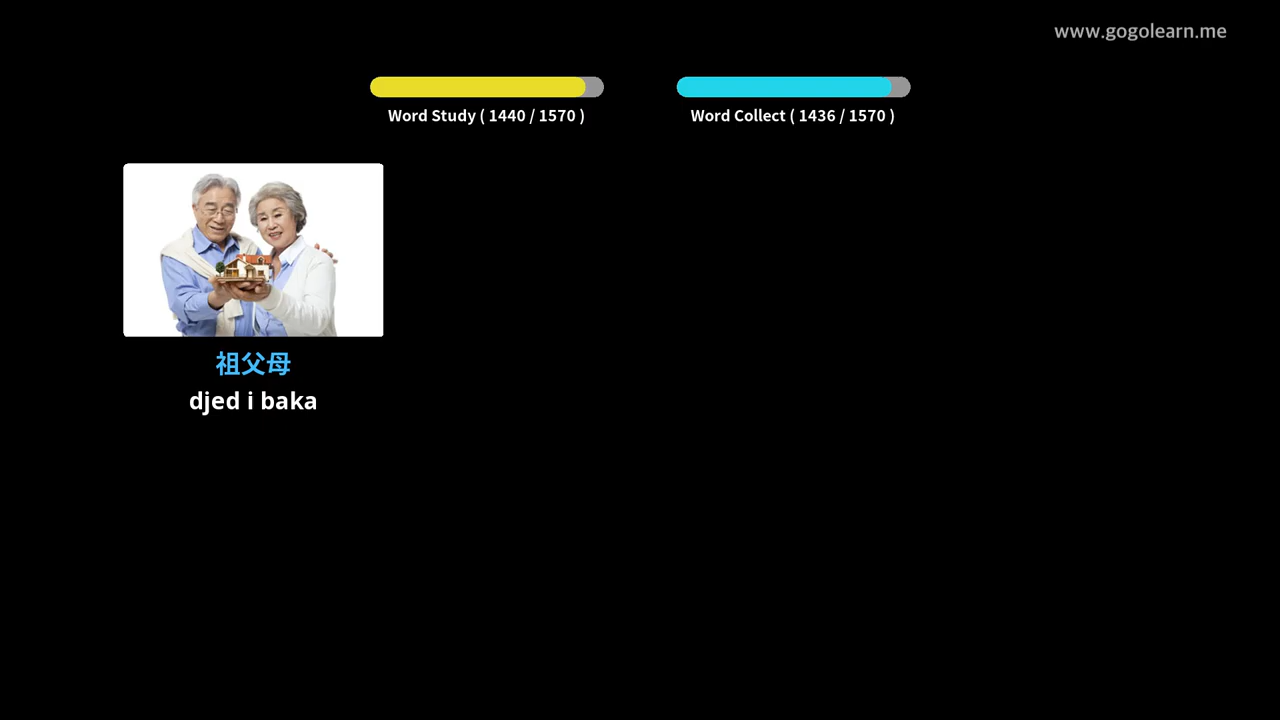 www.gogolearn.me
Word Study ( 1440 / 1570 )
Word Collect ( 1436 / 1570 )
祖父母
djed i baka